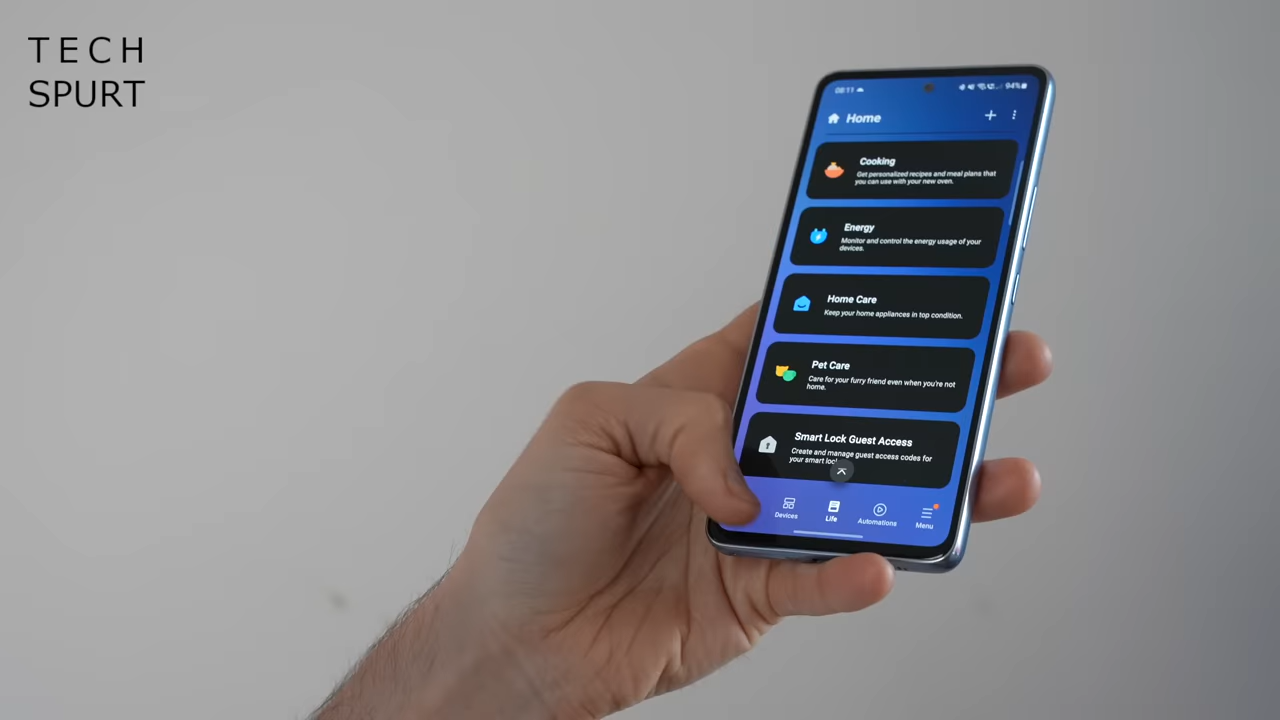 TECH
SPURT
08:11
94%
Home
Cooking
Get personalized recipes and meal plans that
you can use with your new oven.
Energy
Monitor and control the energy usage of your
devices.
Home Care
Keep your home appliances in top condition.
Pet Care
Care for your furry friend even when you're not
home.
Smart Lock Guest Access
Create and manage guest access codes for
your smart
Devices
Life
Automations
Menu